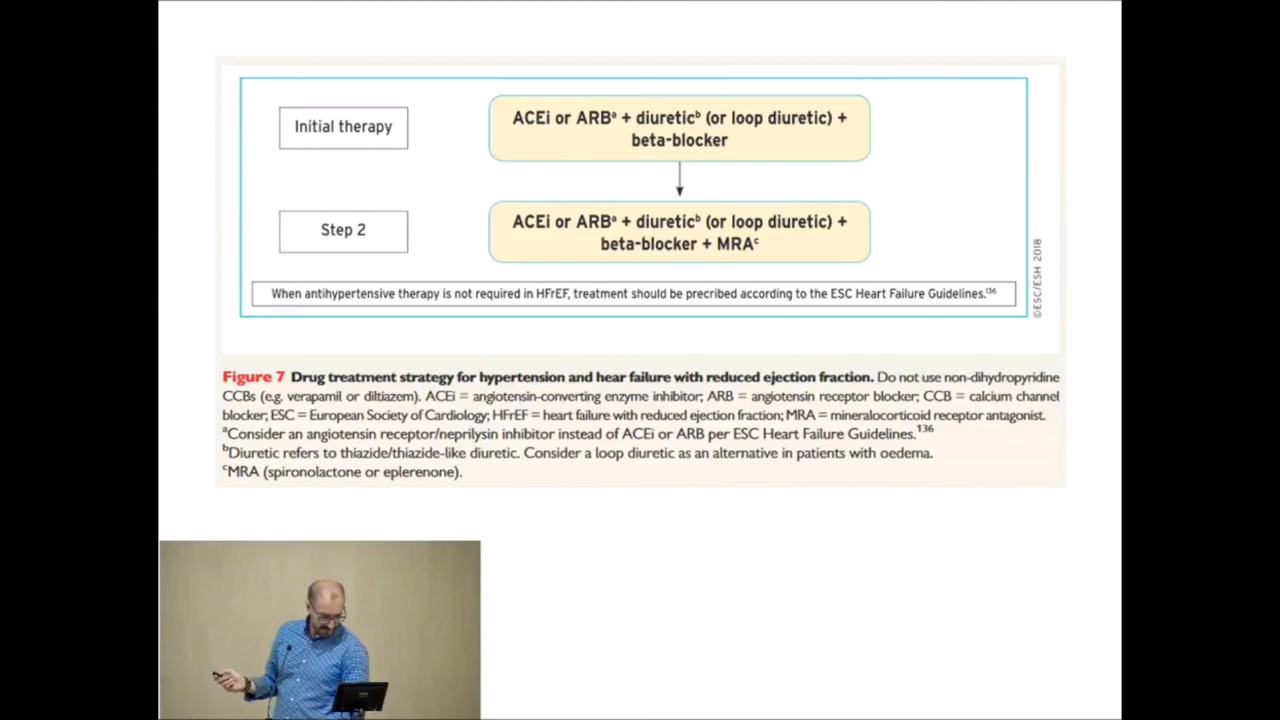 Initial therapy
ACEi or ARBᵃ + diureticᵇ (or loop diuretic) +
beta-blocker
Step 2
ACEi or ARBᵃ + diureticᵇ (or loop diuretic) +
beta-blocker + MRAᶜ
When antihypertensive therapy is not required in HFrEF, treatment should be precribed according to the ESC Heart Failure Guidelines.¹³⁶
©ESC/ESH 2018
Figure 7 Drug treatment strategy for hypertension and hear failure with reduced ejection fraction. Do not use non-dihydropyridine
CCBs (e.g. verapamil or diltiazem). ACEi = angiotensin-converting enzyme inhibitor; ARB = angiotensin receptor blocker; CCB = calcium channel
blocker; ESC = European Society of Cardiology; HFrEF = heart failure with reduced ejection fraction; MRA = mineralocorticoid receptor antagonist.
ᵃConsider an angiotensin receptor/neprilysin inhibitor instead of ACEi or ARB per ESC Heart Failure Guidelines.¹³⁶
ᵇDiuretic refers to thiazide/thiazide-like diuretic. Consider a loop diuretic as an alternative in patients with oedema.
ᶜMRA (spironolactone or eplerenone).